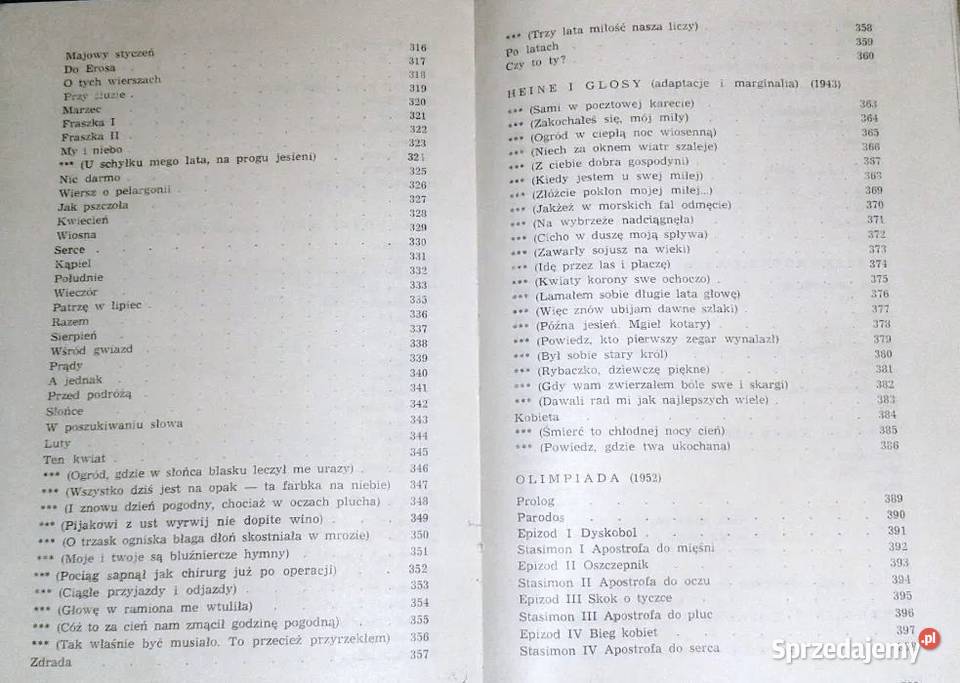 Majowy styczeń 316
Do Erosa 317
O tych wierszach 318
Przy śluzie 319
Marzec 320
Fraszka I 321
Fraszka II 322
My i niebo 323
*** (U schyłku mego lata, na progu jesieni) 324
Nic darmo 325
Wiersz o pelargonii 326
Jak pszczoła 327
Kwiecień 328
Wiosna 329
Serce 330
Kąpiel 331
Południe 332
Wieczór 333
Patrzę w lipiec 335
Razem 336
Sierpień 337
Wśród gwiazd 338
Prądy 339
A jednak 340
Przed podróżą 341
Słońce 342
W poszukiwaniu słowa 343
Luty 344
Ten kwiat 345
*** (Ogród, gdzie w słońca blasku leczył me urazy) 346
*** (Wszystko dziś jest na opak — ta farbka na niebie) 347
*** (I znowu dzień pogodny, chociaż w oczach plucha) 348
*** (Pijakowi z ust wyrwij nie dopite wino) 349
*** (O trzask ogniska błaga dłoń skostniała w mrozie) 350
*** (Moje i twoje są bluźniercze hymny) 351
*** (Pociąg sapnął jak chirurg już po operacji) 352
*** (Ciągle przyjazdy i odjazdy) 353
*** (Głowę w ramiona me wtuliła) 354
*** (Cóż to za cień nam zmącił godzinę pogodną) 355
*** (Tak właśnie być musiało. To przecież przyrzekłem) 356
Zdrada 357
*** (Trzy lata miłość nasza liczy) 358
Po latach 359
Czy to ty? 360
HEINE I GLOSY (adaptacje i marginalia) (1943)
*** (Sami w pocztowej karecie) 363
*** (Zakochałeś się, mój miły) 364
*** (Ogród w ciepłą noc wiosenną) 365
*** (Niech za oknem wiatr szaleje) 366
*** (Z ciebie dobra gospodyni) 367
*** (Kiedy jestem u swej miłej) 368
*** (Złóżcie pokłon mojej miłej...) 369
*** (Jakżeż w morskich fal odmęcie) 370
*** (Na wybrzeże nadciągnęła) 371
*** (Cicho w duszę moją spływa) 372
*** (Zawarły sojusz na wieki) 373
*** (Idę przez las i płaczę) 374
*** (Kwiaty korony swe ochoczo) 375
*** (Łamałem sobie długie lata głowę) 376
*** (Więc znów ubijam dawne szlaki) 377
*** (Późna jesień. Mgieł kotary) 378
*** (Powiedz, kto pierwszy zegar wynalazł) 379
*** (Był sobie stary król) 380
*** (Rybaczko, dziewczę piękne) 381
*** (Gdy wam zwierzałem bóle swe i skargi) 382
*** (Dawali rad mi jak najlepszych wiele) 383
Kobieta 384
*** (Śmierć to chłodnej nocy cień) 385
*** (Powiedz, gdzie twa ukochana) 386
OLIMPIADA (1952)
Prolog 389
Parodos 390
Epizod I Dyskobol 391
Stasimon I Apostrofa do mięśni 392
Epizod II Oszczepnik 393
Stasimon II Apostrofa do oczu 394
Epizod III Skok o tyczce 395
Stasimon III Apostrofa do płuc 396
Epizod IV Bieg kobiet 397
Stasimon IV Apostrofa do serca
Sprzedajemy.pl